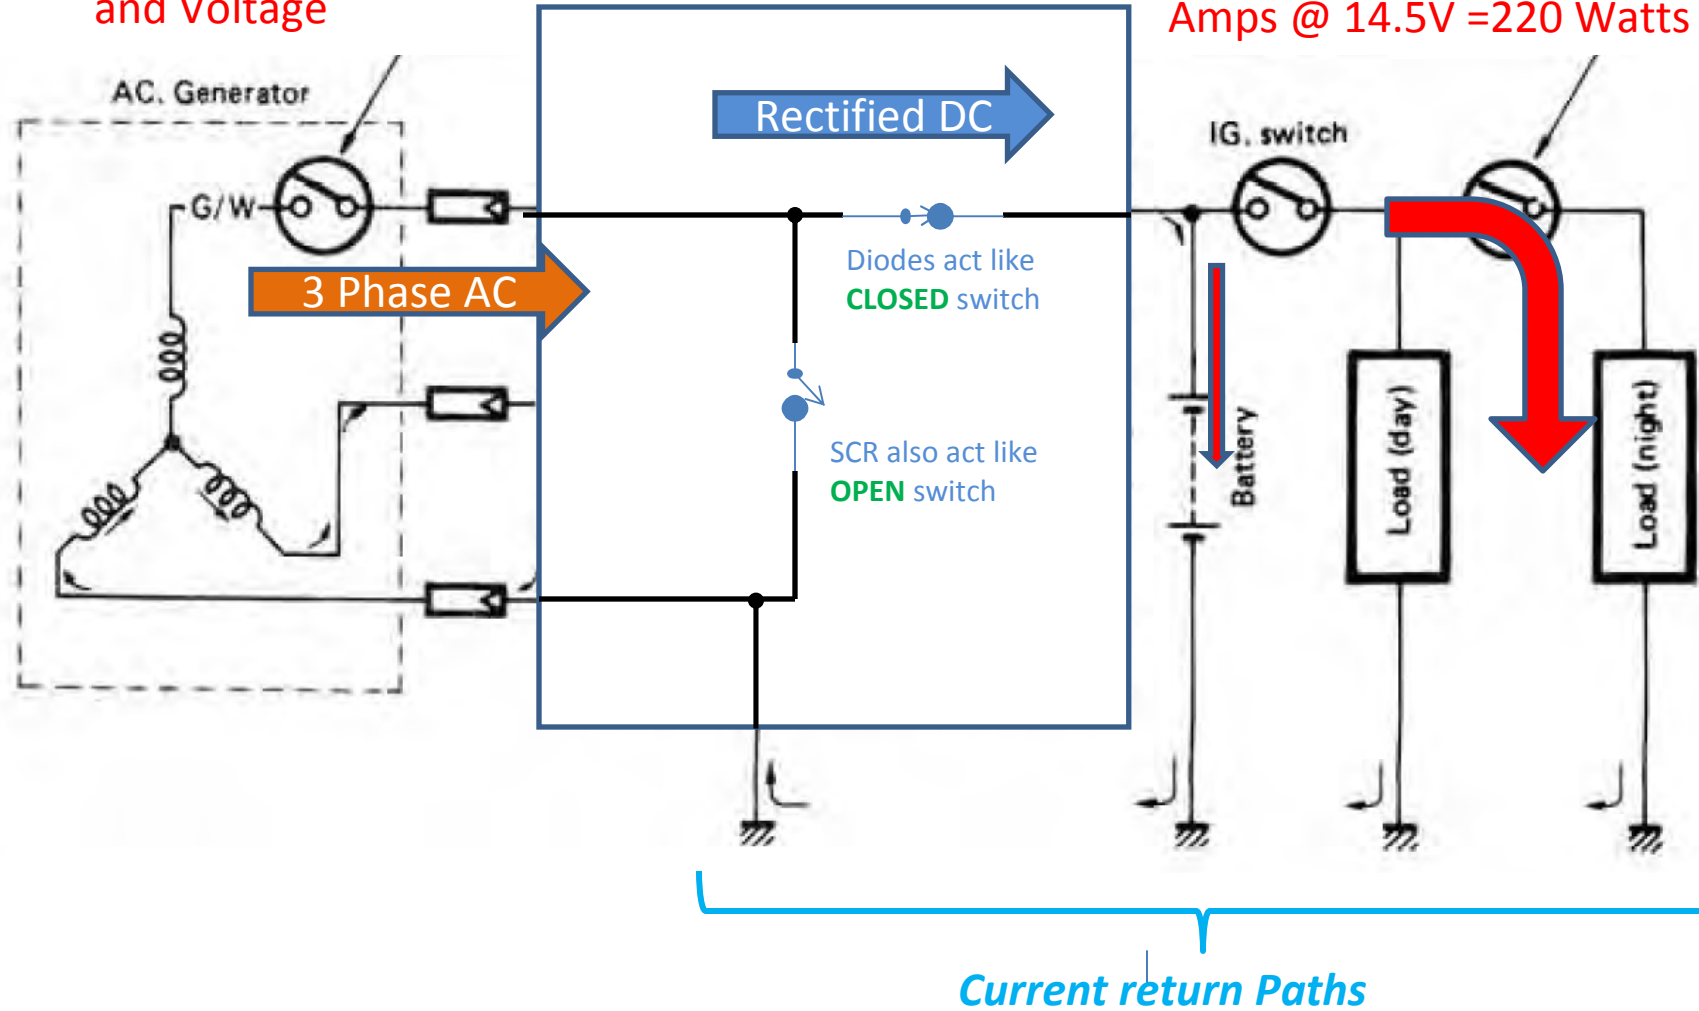 and Voltage
Amps @ 14.5V =220 Watts
AC. Generator
Rectified DC
IG. switch
G/W
3 Phase AC
Diodes act like
CLOSED switch
SCR also act like
OPEN switch
Battery
Load (day)
Load (night)
Current return Paths